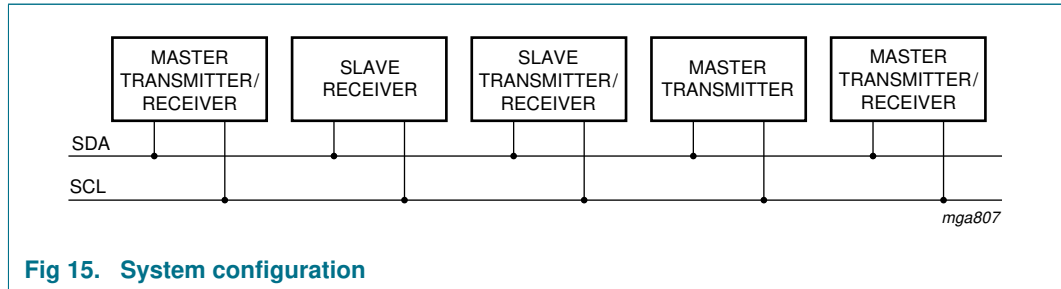 MASTER
TRANSMITTER/
RECEIVER
SLAVE
RECEIVER
SLAVE
TRANSMITTER/
RECEIVER
MASTER
TRANSMITTER
MASTER
TRANSMITTER/
RECEIVER
SDA
SCL
mga807
Fig 15. System configuration